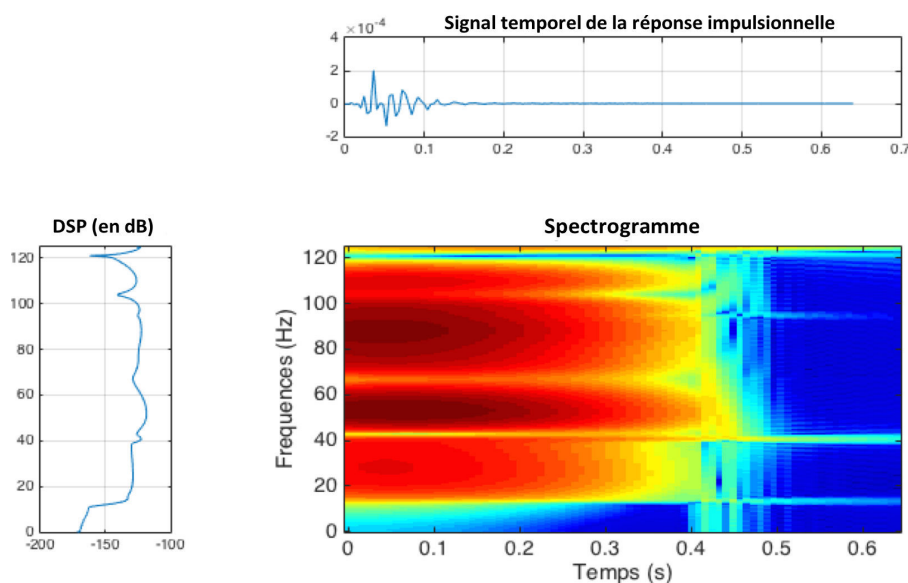 Signal temporel de la réponse impulsionnelle
×10⁻⁴
4
2
0
-2
0 0.1 0.2 0.3 0.4 0.5 0.6 0.7
DSP (en dB)
120
100
80
60
40
20
0
-200 -150 -100
Spectrogramme
Frequences (Hz)
120
100
80
60
40
20
0
0 0.1 0.2 0.3 0.4 0.5 0.6
Temps (s)